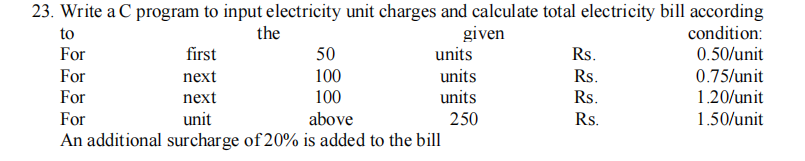 23. Write a C program to input electricity unit charges and calculate total electricity bill according
to the given condition:
For first 50 units Rs. 0.50/unit
For next 100 units Rs. 0.75/unit
For next 100 units Rs. 1.20/unit
For unit above 250 Rs. 1.50/unit
An additional surcharge of 20% is added to the bill